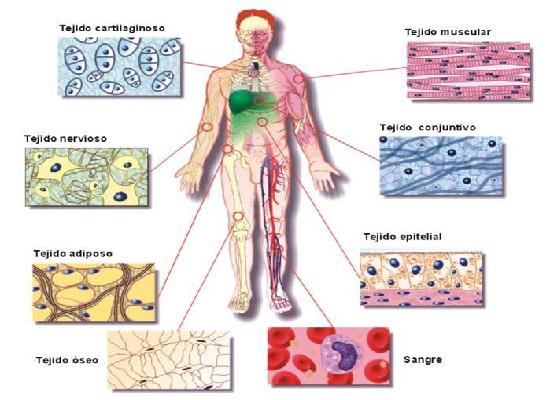 Tejido cartilaginoso
Tejido muscular
Tejido nervioso
Tejido conjuntivo
Tejido adiposo
Tejido epitelial
Tejido óseo
Sangre